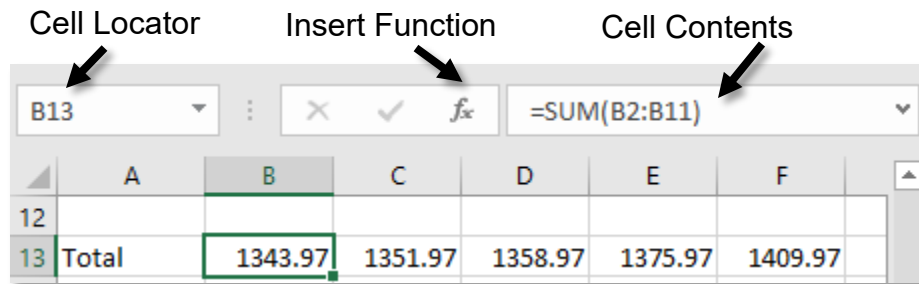 Cell Locator Insert Function Cell Contents
B13 fx =SUM(B2:B11)
A B C D E F
12
13 Total 1343.97 1351.97 1358.97 1375.97 1409.97